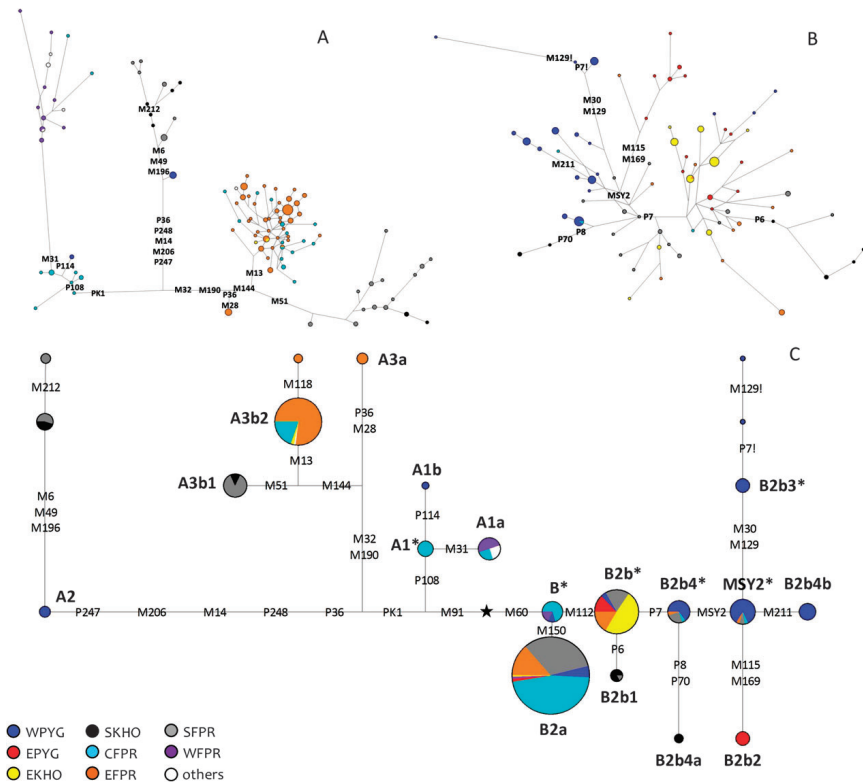 A
B
M212
M6
M49
M196
P36
P248
M14
M206
P247
M31
P114
P108
PK1
M32
M190
M144
P36
M28
M13
M51
M129!
P7!
M30
M129
M115
M169
M211
MSY2
P7
P8
P70
P6
C
M212
M118
A3a
M129!
A3b2
P36
M28
P7!
M13
A3b1
M51
M144
A1b
B2b3*
M6
M49
M196
P114
A1a
M30
M129
M32
M190
A1*
M31
P108
B*
B2b*
B2b4*
MSY2*
B2b4b
A2
P247
M206
M14
P248
P36
PK1
M91
M60
M112
P7
MSY2
M211
M150
P6
P8
P70
M115
M169
B2b1
B2a
B2b4a
B2b2
WPYG
SKHO
SFPR
EPYG
CFPR
WFPR
EKHO
EFPR
others